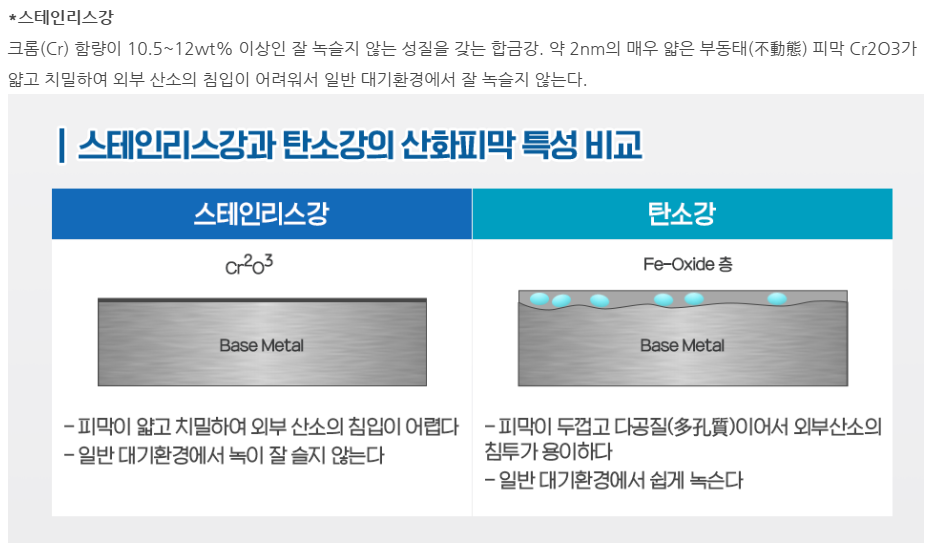 *스테인리스강
크롬(Cr) 함량이 10.5~12wt% 이상인 잘 녹슬지 않는 성질을 갖는 합금강. 약 2nm의 매우 얇은 부동태(不動態) 피막 Cr2O3가
얇고 치밀하여 외부 산소의 침입이 어려워서 일반 대기환경에서 잘 녹슬지 않는다.
스테인리스강과 탄소강의 산화피막 특성 비교
스테인리스강
탄소강
Cr²O³
Fe-Oxide 층
Base Metal
Base Metal
- 피막이 얇고 치밀하여 외부 산소의 침입이 어렵다
- 일반 대기환경에서 녹이 잘 슬지 않는다
- 피막이 두껍고 다공질(多孔質)이어서 외부산소의
침투가 용이하다
- 일반 대기환경에서 쉽게 녹슨다